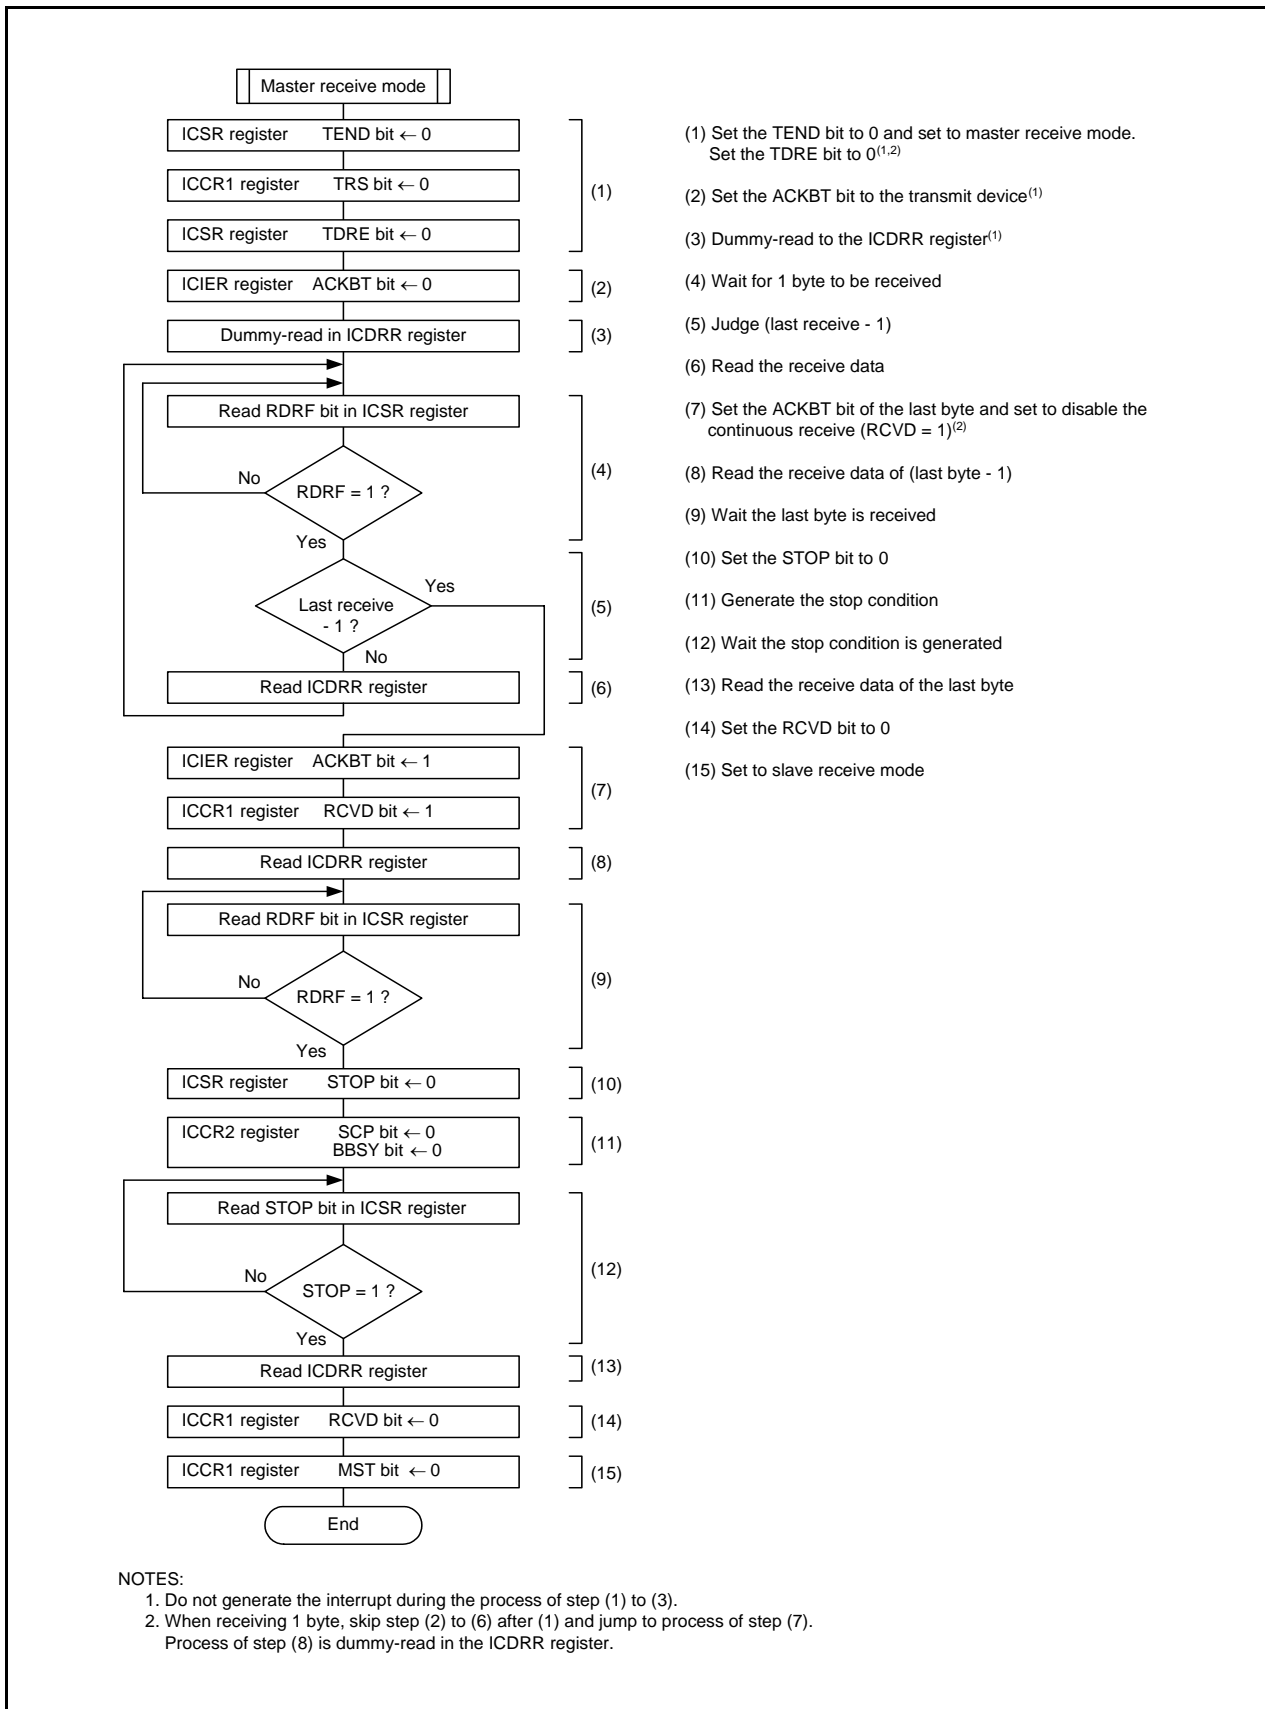 Master receive mode
ICSR register TEND bit ← 0
ICCR1 register TRS bit ← 0
ICSR register TDRE bit ← 0
(1)
ICIER register ACKBT bit ← 0
(2)
Dummy-read in ICDRR register
(3)
Read RDRF bit in ICSR register
RDRF = 1 ?
No
Yes
(4)
Last receive
- 1 ?
Yes
No
(5)
Read ICDRR register
(6)
ICIER register ACKBT bit ← 1
ICCR1 register RCVD bit ← 1
(7)
Read ICDRR register
(8)
Read RDRF bit in ICSR register
No
RDRF = 1 ?
Yes
(9)
ICSR register STOP bit ← 0
(10)
ICCR2 register SCP bit ← 0
BBSY bit ← 0
(11)
Read STOP bit in ICSR register
No
STOP = 1 ?
Yes
(12)
Read ICDRR register
(13)
ICCR1 register RCVD bit ← 0
(14)
ICCR1 register MST bit ← 0
(15)
End
(1) Set the TEND bit to 0 and set to master receive mode.
Set the TDRE bit to 0(1,2)
(2) Set the ACKBT bit to the transmit device(1)
(3) Dummy-read to the ICDRR register(1)
(4) Wait for 1 byte to be received
(5) Judge (last receive - 1)
(6) Read the receive data
(7) Set the ACKBT bit of the last byte and set to disable the
continuous receive (RCVD = 1)(2)
(8) Read the receive data of (last byte - 1)
(9) Wait the last byte is received
(10) Set the STOP bit to 0
(11) Generate the stop condition
(12) Wait the stop condition is generated
(13) Read the receive data of the last byte
(14) Set the RCVD bit to 0
(15) Set to slave receive mode
NOTES:
1. Do not generate the interrupt during the process of step (1) to (3).
2. When receiving 1 byte, skip step (2) to (6) after (1) and jump to process of step (7).
Process of step (8) is dummy-read in the ICDRR register.